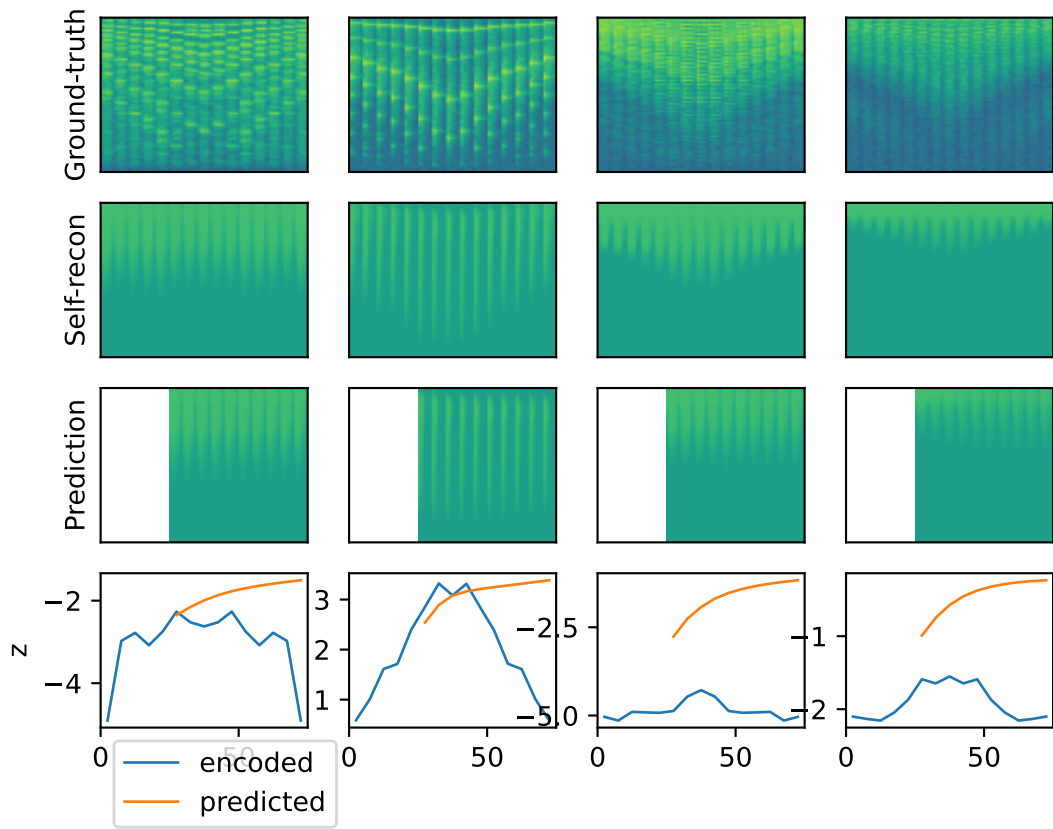 Ground-truth
Self-recon
Prediction
z
−2
−4
3
2
1
−2.5
−5.0
−1
−2
0 50
0 50
0 50
0 50
encoded
predicted